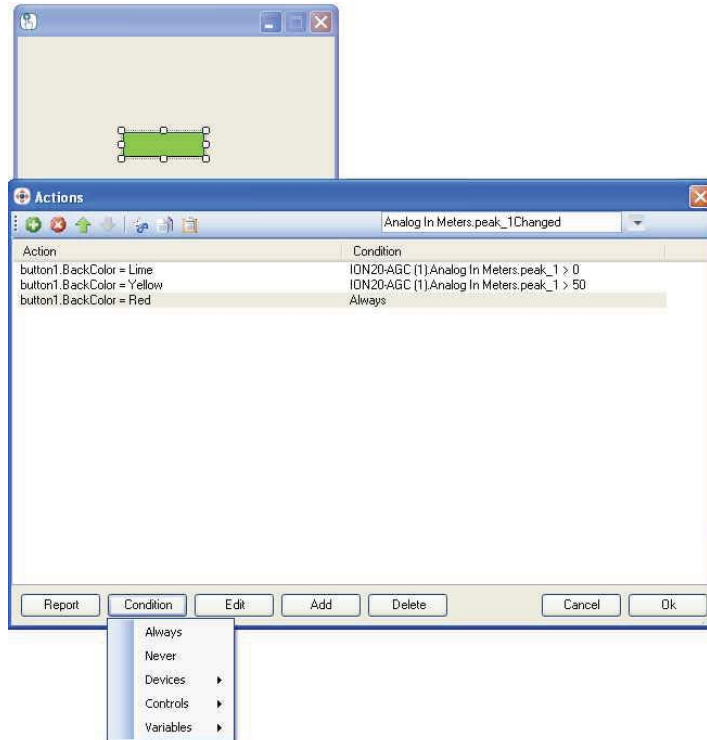 Actions
Analog In Meters.peak_1Changed
Action Condition
button1.BackColor = Lime ION20-AGC (1).Analog In Meters.peak_1 > 0
button1.BackColor = Yellow ION20-AGC (1).Analog In Meters.peak_1 > 50
button1.BackColor = Red Always
Report Condition Edit Add Delete Cancel Ok
Always
Never
Devices
Controls
Variables